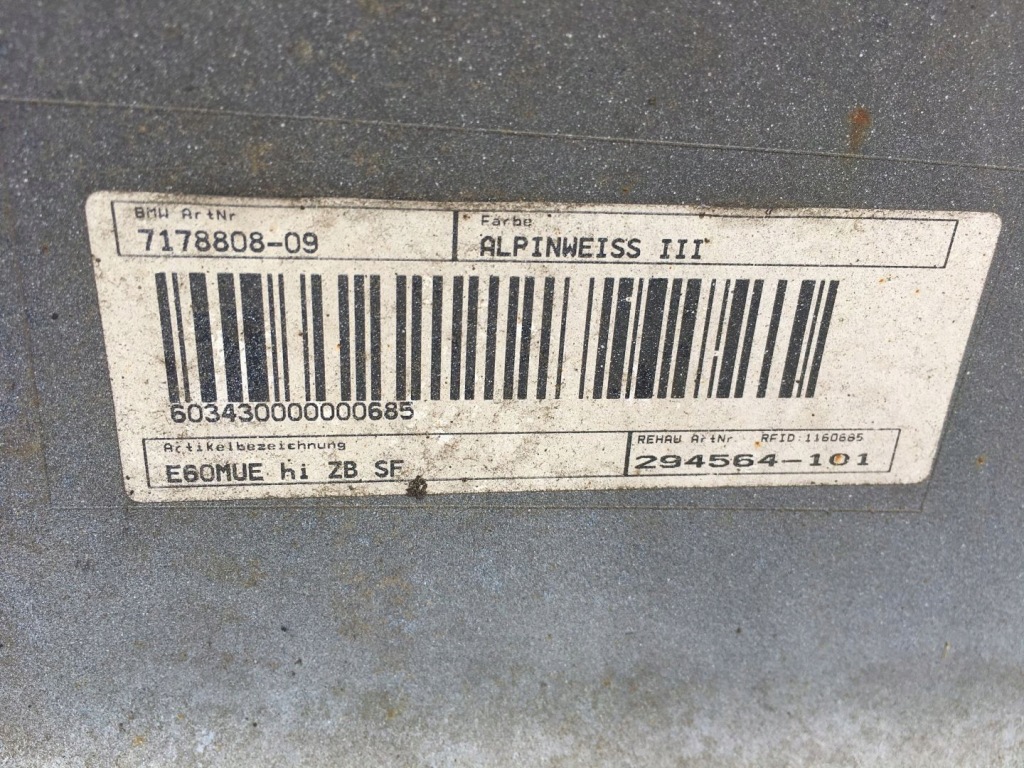 BMW ArtNr
7178808-09
Farbe
ALPINWEISS III
603430000000685
Artikelbezeichnung
E60MUE hi ZB SF
REHAU ArtNr. RFID:1160685
294564-101